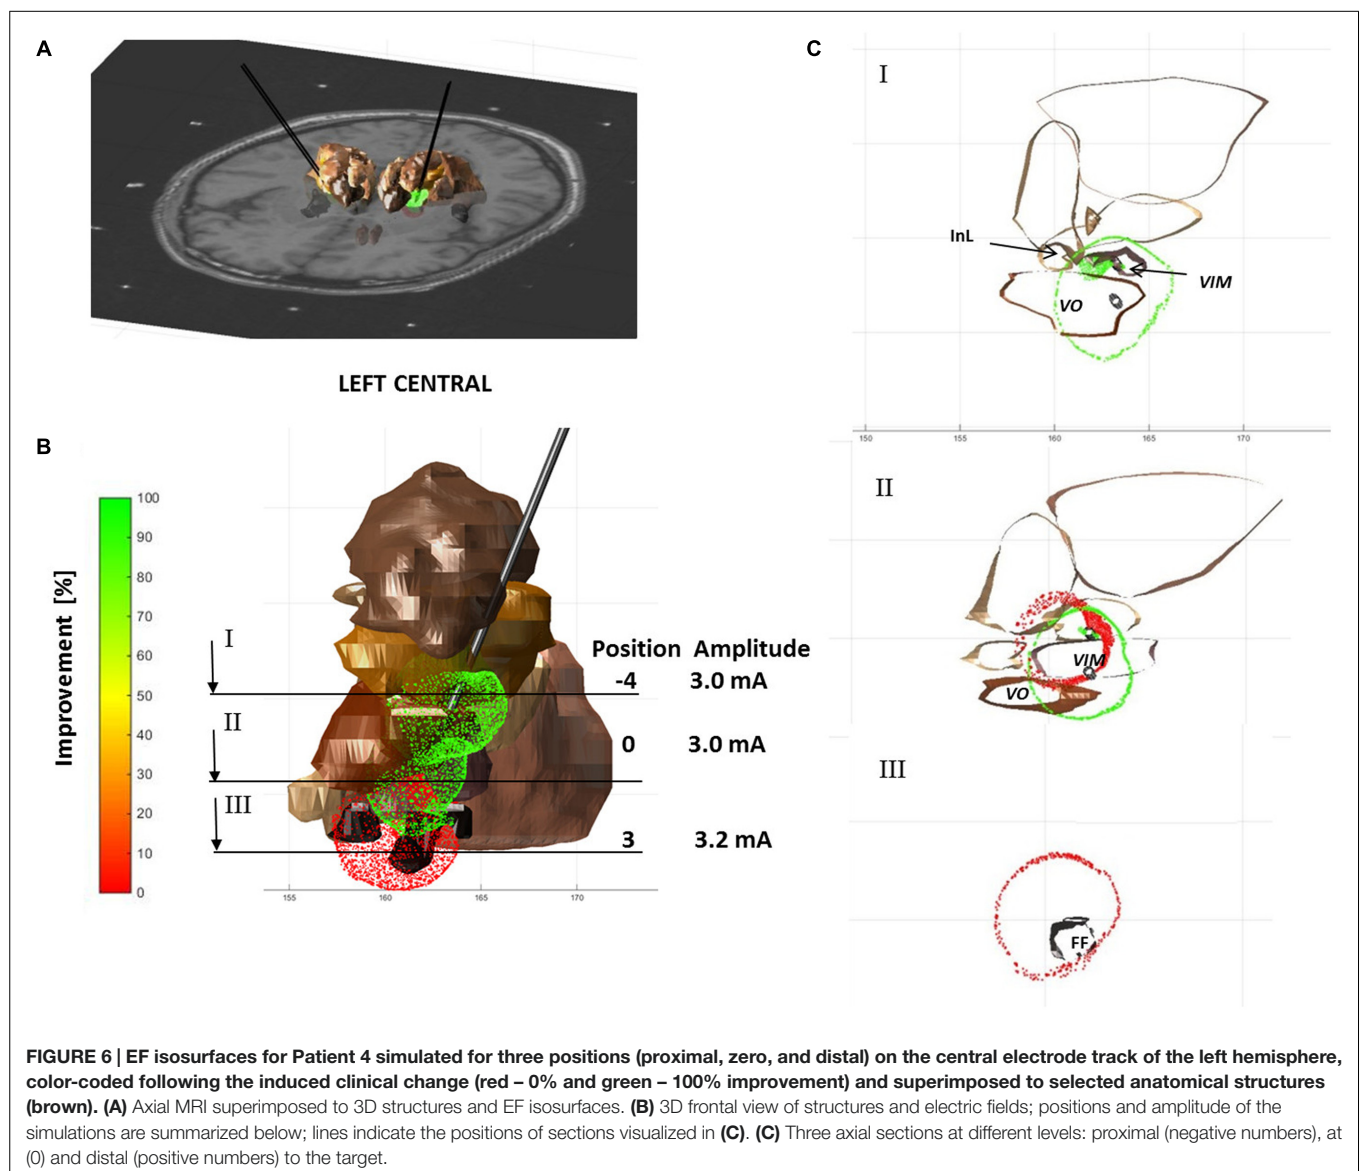 A
C
I
InL
VIM
VO
150 155 160 165 170
LEFT CENTRAL
B
Improvement [%]
100
90
80
70
60
50
40
30
20
10
0
I
II
III
Position Amplitude
-4 3.0 mA
0 3.0 mA
3 3.2 mA
155 160 165 170
II
VIM
VO
III
FF
FIGURE 6 | EF isosurfaces for Patient 4 simulated for three positions (proximal, zero, and distal) on the central electrode track of the left hemisphere,
color-coded following the induced clinical change (red – 0% and green – 100% improvement) and superimposed to selected anatomical structures
(brown). (A) Axial MRI superimposed to 3D structures and EF isosurfaces. (B) 3D frontal view of structures and electric fields; positions and amplitude of the
simulations are summarized below; lines indicate the positions of sections visualized in (C). (C) Three axial sections at different levels: proximal (negative numbers), at
(0) and distal (positive numbers) to the target.